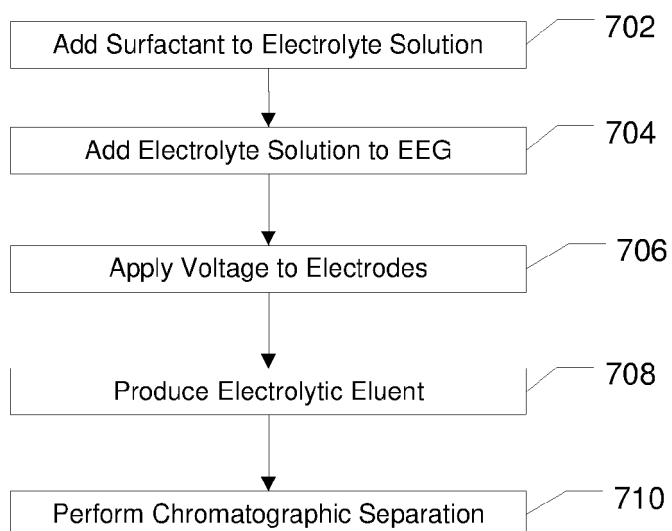 Add Surfactant to Electrolyte Solution 702
Add Electrolyte Solution to EEG 704
Apply Voltage to Electrodes 706
Produce Electrolytic Eluent 708
Perform Chromatographic Separation 710